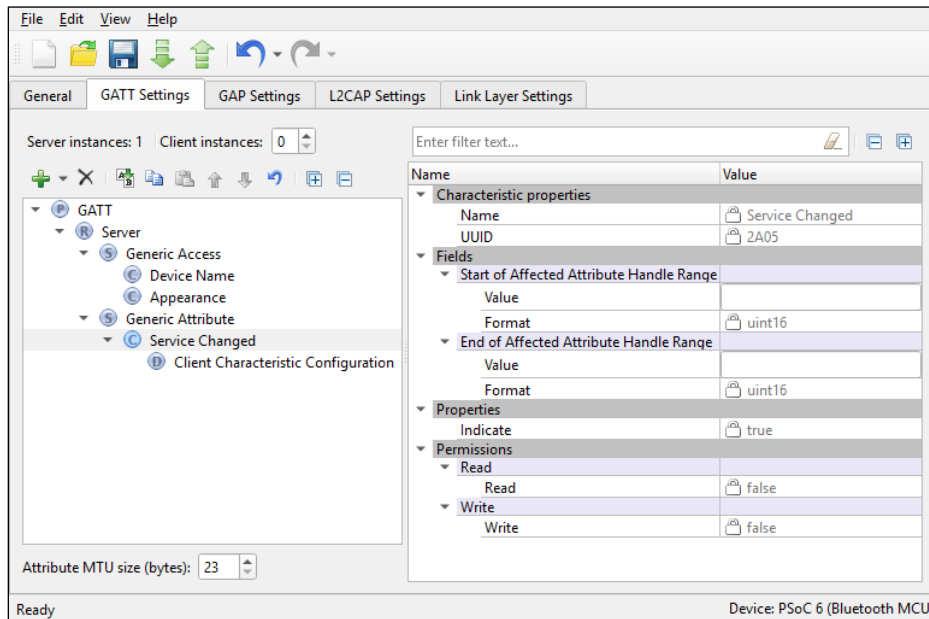 File Edit View Help
General GATT Settings GAP Settings L2CAP Settings Link Layer Settings
Server instances: 1 Client instances: 0
Enter filter text...
A B
P GATT
R Server
S Generic Access
C Device Name
C Appearance
S Generic Attribute
C Service Changed
D Client Characteristic Configuration
Attribute MTU size (bytes): 23
Name Value
Characteristic properties
Name Service Changed
UUID 2A05
Fields
Start of Affected Attribute Handle Range
Value
Format uint16
End of Affected Attribute Handle Range
Value
Format uint16
Properties
Indicate true
Permissions
Read
Read false
Write
Write false
Ready Device: PSoC 6 (Bluetooth MCU